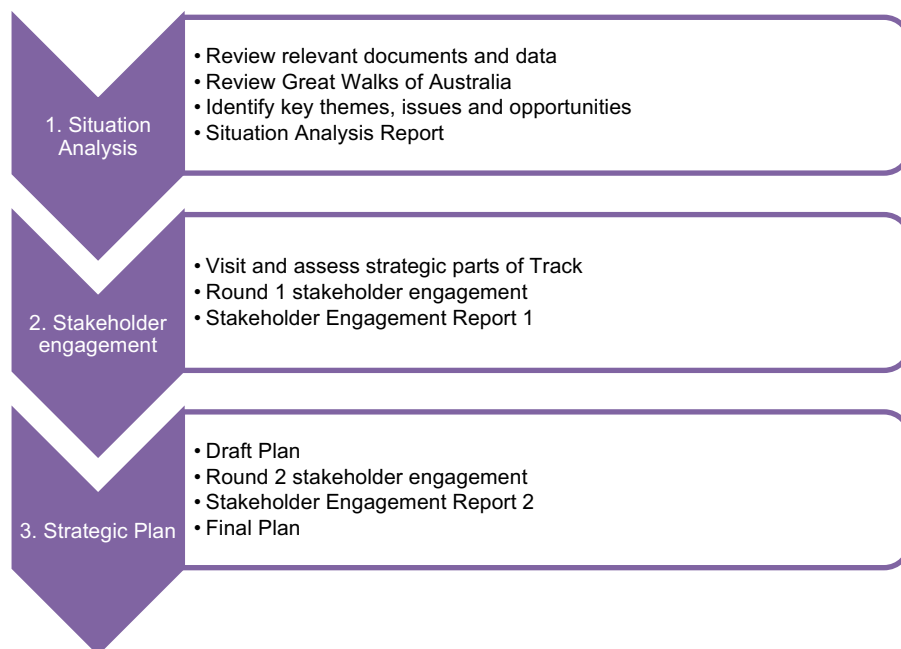 1. Situation
Analysis
• Review relevant documents and data
• Review Great Walks of Australia
• Identify key themes, issues and opportunities
• Situation Analysis Report
2. Stakeholder
engagement
• Visit and assess strategic parts of Track
• Round 1 stakeholder engagement
• Stakeholder Engagement Report 1
3. Strategic Plan
• Draft Plan
• Round 2 stakeholder engagement
• Stakeholder Engagement Report 2
• Final Plan